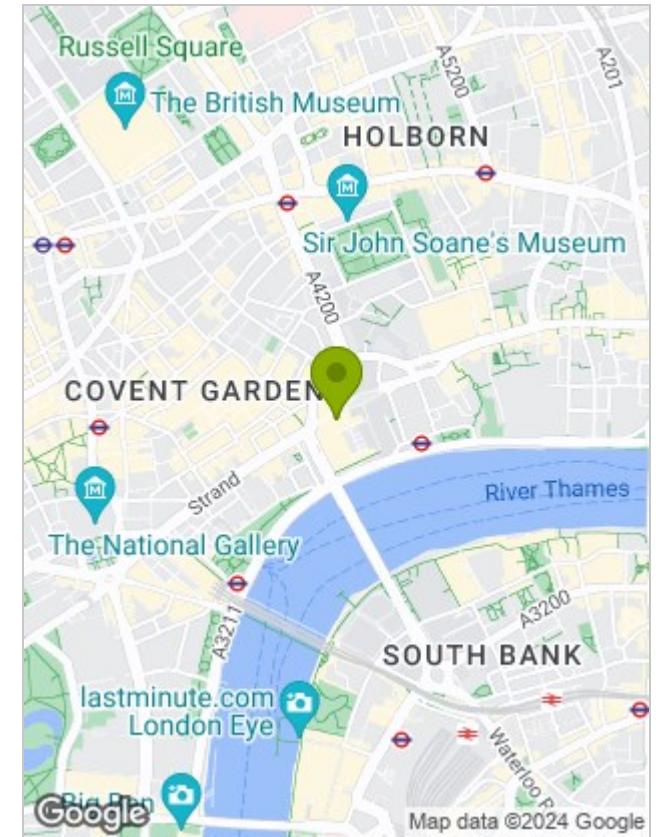 Russell Square
A5200
A201
The British Museum
HOLBORN
Sir John Soane's Museum
A4200
COVENT GARDEN
Strand
River Thames
The National Gallery
A3211
A3200
SOUTH BANK
lastminute.com
London Eye
Waterloo R
Big Ben
Google
Map data ©2024 Google